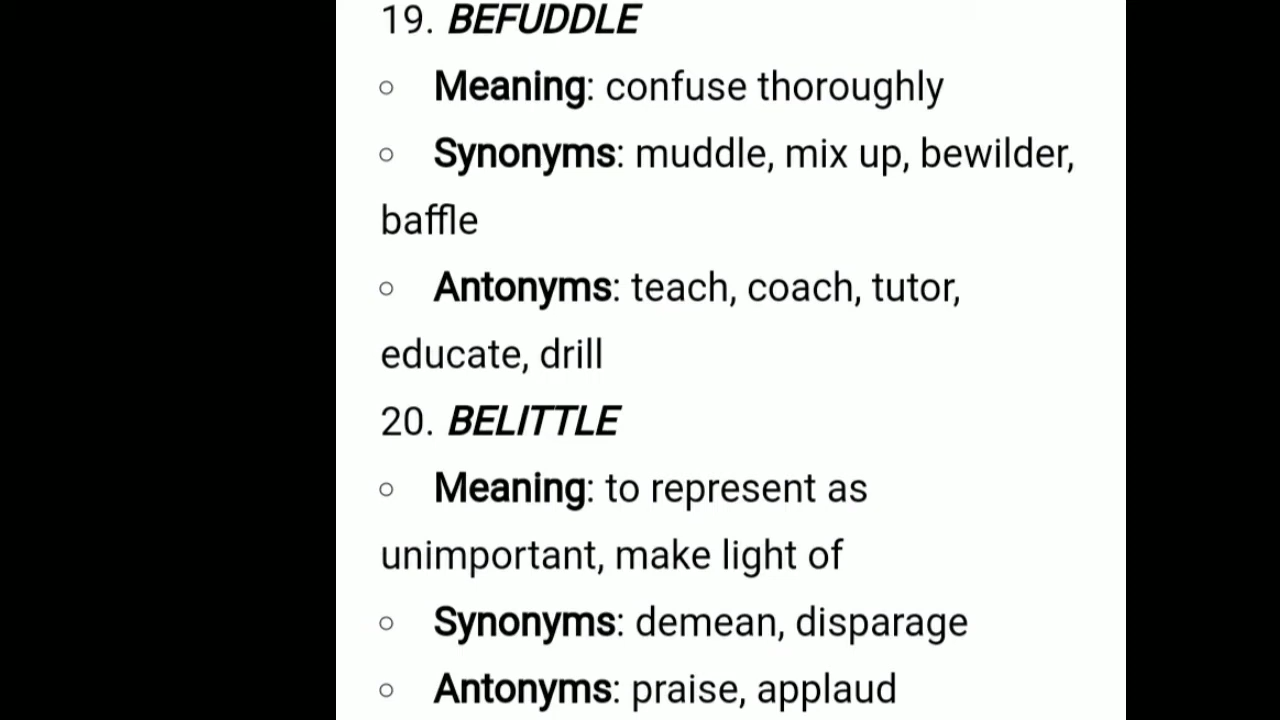 19. BEFUDDLE
○ Meaning: confuse thoroughly
○ Synonyms: muddle, mix up, bewilder,
baffle
○ Antonyms: teach, coach, tutor,
educate, drill
20. BELITTLE
○ Meaning: to represent as
unimportant, make light of
○ Synonyms: demean, disparage
○ Antonyms: praise, applaud